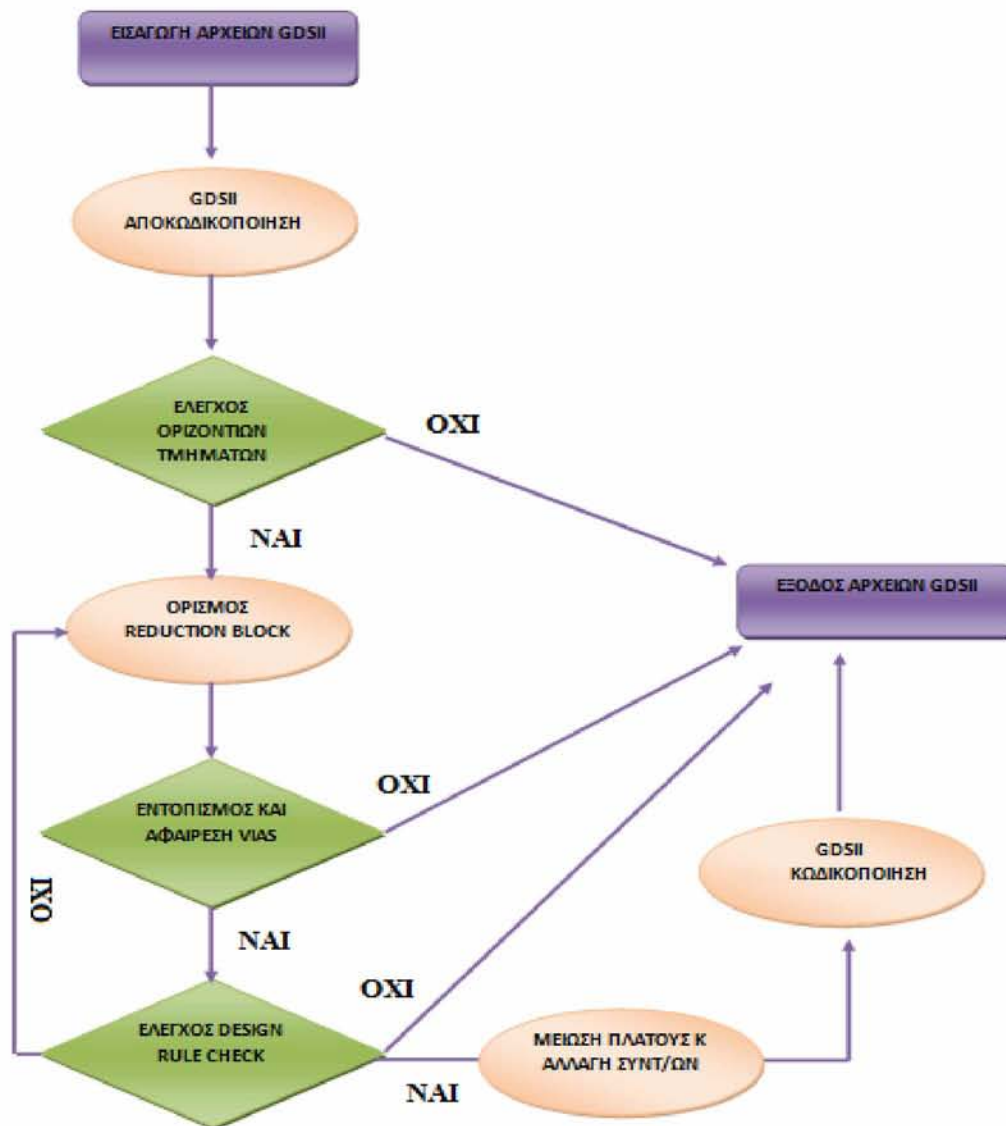 ΕΙΣΑΓΩΓΗ ΑΡΧΕΙΩΝ GDSII
GDSII
ΑΠΟΚΩΔΙΚΟΠΟΙΗΣΗ
ΕΛΕΓΧΟΣ
ΟΡΙΖΟΝΤΙΩΝ
ΤΜΗΜΑΤΩΝ
ΟΧΙ
ΝΑΙ
ΟΡΙΣΜΟΣ
REDUCTION BLOCK
ΕΞΟΔΟΣ ΑΡΧΕΙΩΝ GDSII
ΕΝΤΟΠΙΣΜΟΣ ΚΑΙ
ΑΦΑΙΡΕΣΗ VIAS
ΟΧΙ
GDSII
ΚΩΔΙΚΟΠΟΙΗΣΗ
ΟΧΙ
ΝΑΙ
ΟΧΙ
ΕΛΕΓΧΟΣ DESIGN
RULE CHECK
ΝΑΙ
ΜΕΙΩΣΗ ΠΛΑΤΟΥΣ Κ
ΑΛΛΑΓΗ ΣΥΝΤ/ΩΝ